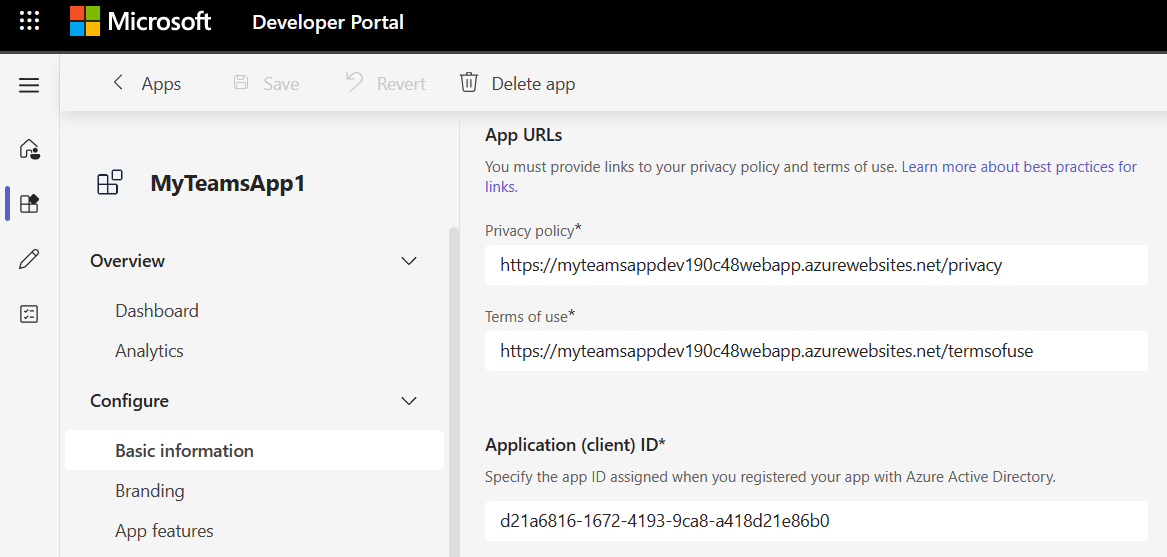 Microsoft Developer Portal
Apps Save Revert Delete app
MyTeamsApp1
Overview
Dashboard
Analytics
Configure
Basic information
Branding
App features
App URLs
You must provide links to your privacy policy and terms of use. Learn more about best practices for
links.
Privacy policy*
https://myteamsappdev190c48webapp.azurewebsites.net/privacy
Terms of use*
https://myteamsappdev190c48webapp.azurewebsites.net/termsofuse
Application (client) ID*
Specify the app ID assigned when you registered your app with Azure Active Directory.
d21a6816-1672-4193-9ca8-a418d21e86b0